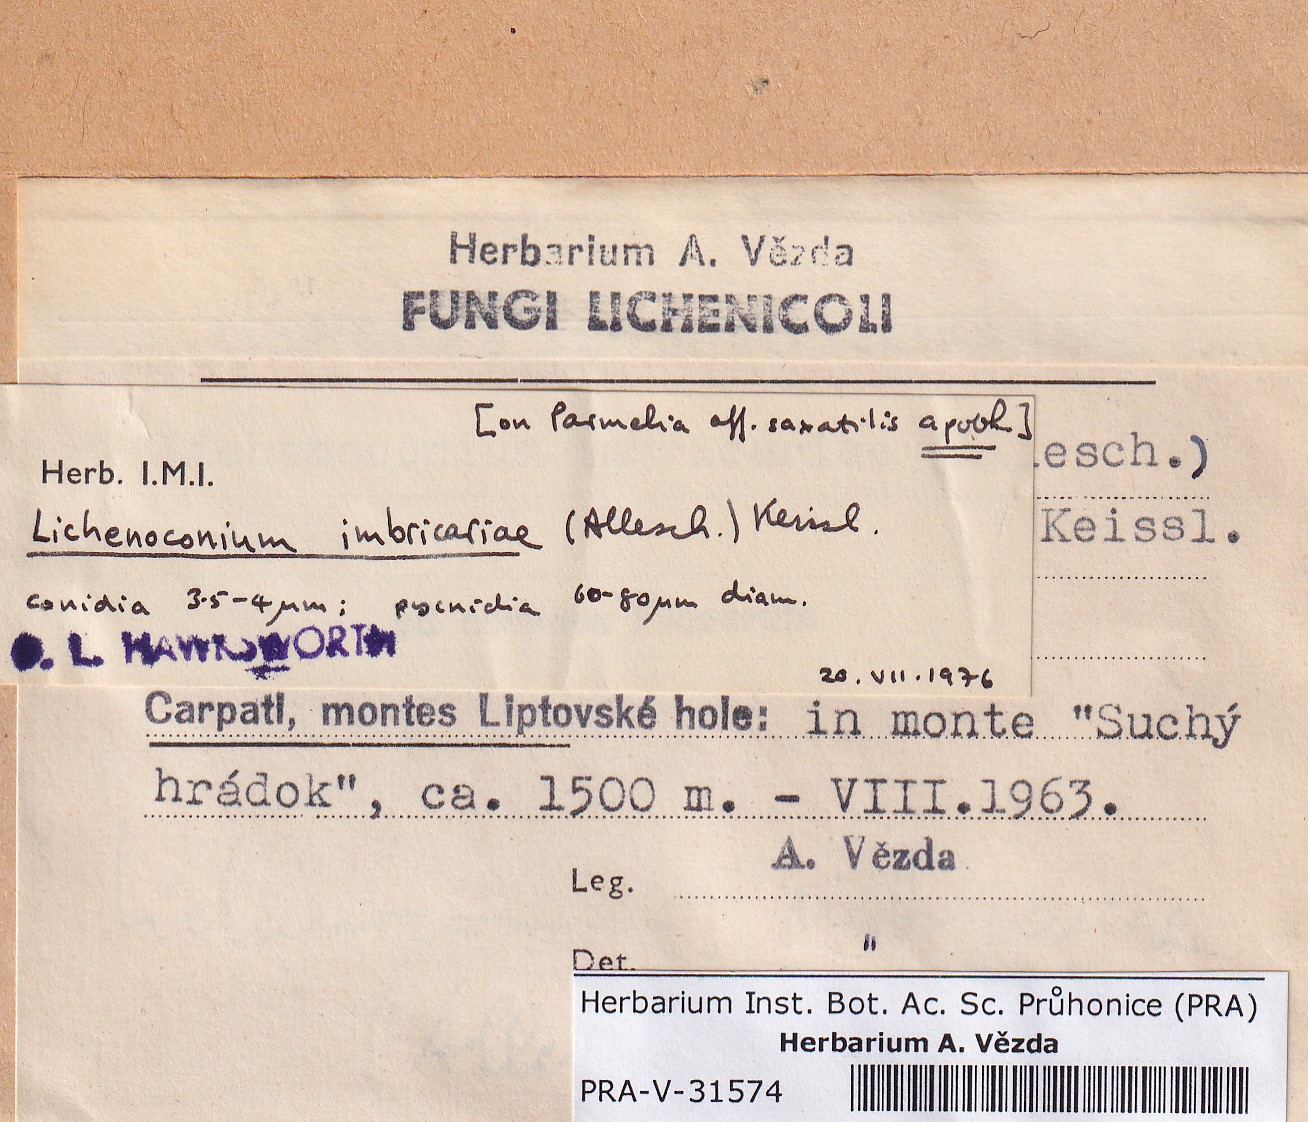 Herbarium A. Vězda
FUNGI LICHENICOLI
[on Parmelia aff. saxatilis apoth]
Herb. I.M.I.
esch.)
Lichenoconium imbricariae (Allesch.) Keissl.
Keissl.
conidia 3.5-4 µm; pycnidia 60-80µm diam.
D. L. HAWKSWORTH
20.VII.1976
Carpati, montes Liptovské hole: in monte "Suchý
hrádok", ca. 1500 m. - VIII.1963.
A. Vězda
Leg.
"
Det.
Herbarium Inst. Bot. Ac. Sc. Průhonice (PRA)
Herbarium A. Vězda
PRA-V-31574